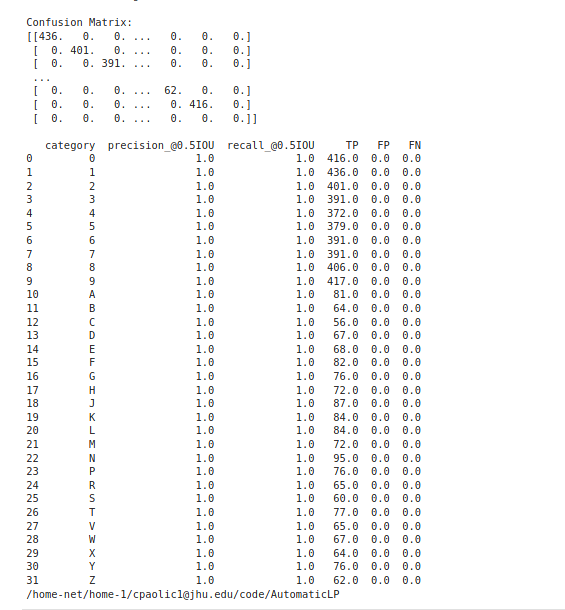 Confusion Matrix:
[[436. 0. 0. ... 0. 0. 0.]
[ 0. 401. 0. ... 0. 0. 0.]
[ 0. 0. 391. ... 0. 0. 0.]
...
[ 0. 0. 0. ... 62. 0. 0.]
[ 0. 0. 0. ... 0. 416. 0.]
[ 0. 0. 0. ... 0. 0. 0.]]
category precision_@0.5IOU recall_@0.5IOU TP FP FN
0 0 1.0 1.0 416.0 0.0 0.0
1 1 1.0 1.0 436.0 0.0 0.0
2 2 1.0 1.0 401.0 0.0 0.0
3 3 1.0 1.0 391.0 0.0 0.0
4 4 1.0 1.0 372.0 0.0 0.0
5 5 1.0 1.0 379.0 0.0 0.0
6 6 1.0 1.0 391.0 0.0 0.0
7 7 1.0 1.0 391.0 0.0 0.0
8 8 1.0 1.0 406.0 0.0 0.0
9 9 1.0 1.0 417.0 0.0 0.0
10 A 1.0 1.0 81.0 0.0 0.0
11 B 1.0 1.0 64.0 0.0 0.0
12 C 1.0 1.0 56.0 0.0 0.0
13 D 1.0 1.0 67.0 0.0 0.0
14 E 1.0 1.0 68.0 0.0 0.0
15 F 1.0 1.0 82.0 0.0 0.0
16 G 1.0 1.0 76.0 0.0 0.0
17 H 1.0 1.0 72.0 0.0 0.0
18 J 1.0 1.0 87.0 0.0 0.0
19 K 1.0 1.0 84.0 0.0 0.0
20 L 1.0 1.0 84.0 0.0 0.0
21 M 1.0 1.0 72.0 0.0 0.0
22 N 1.0 1.0 95.0 0.0 0.0
23 P 1.0 1.0 76.0 0.0 0.0
24 R 1.0 1.0 65.0 0.0 0.0
25 S 1.0 1.0 60.0 0.0 0.0
26 T 1.0 1.0 77.0 0.0 0.0
27 V 1.0 1.0 65.0 0.0 0.0
28 W 1.0 1.0 67.0 0.0 0.0
29 X 1.0 1.0 64.0 0.0 0.0
30 Y 1.0 1.0 76.0 0.0 0.0
31 Z 1.0 1.0 62.0 0.0 0.0
/home-net/home-1/cpaolic1@jhu.edu/code/AutomaticLP